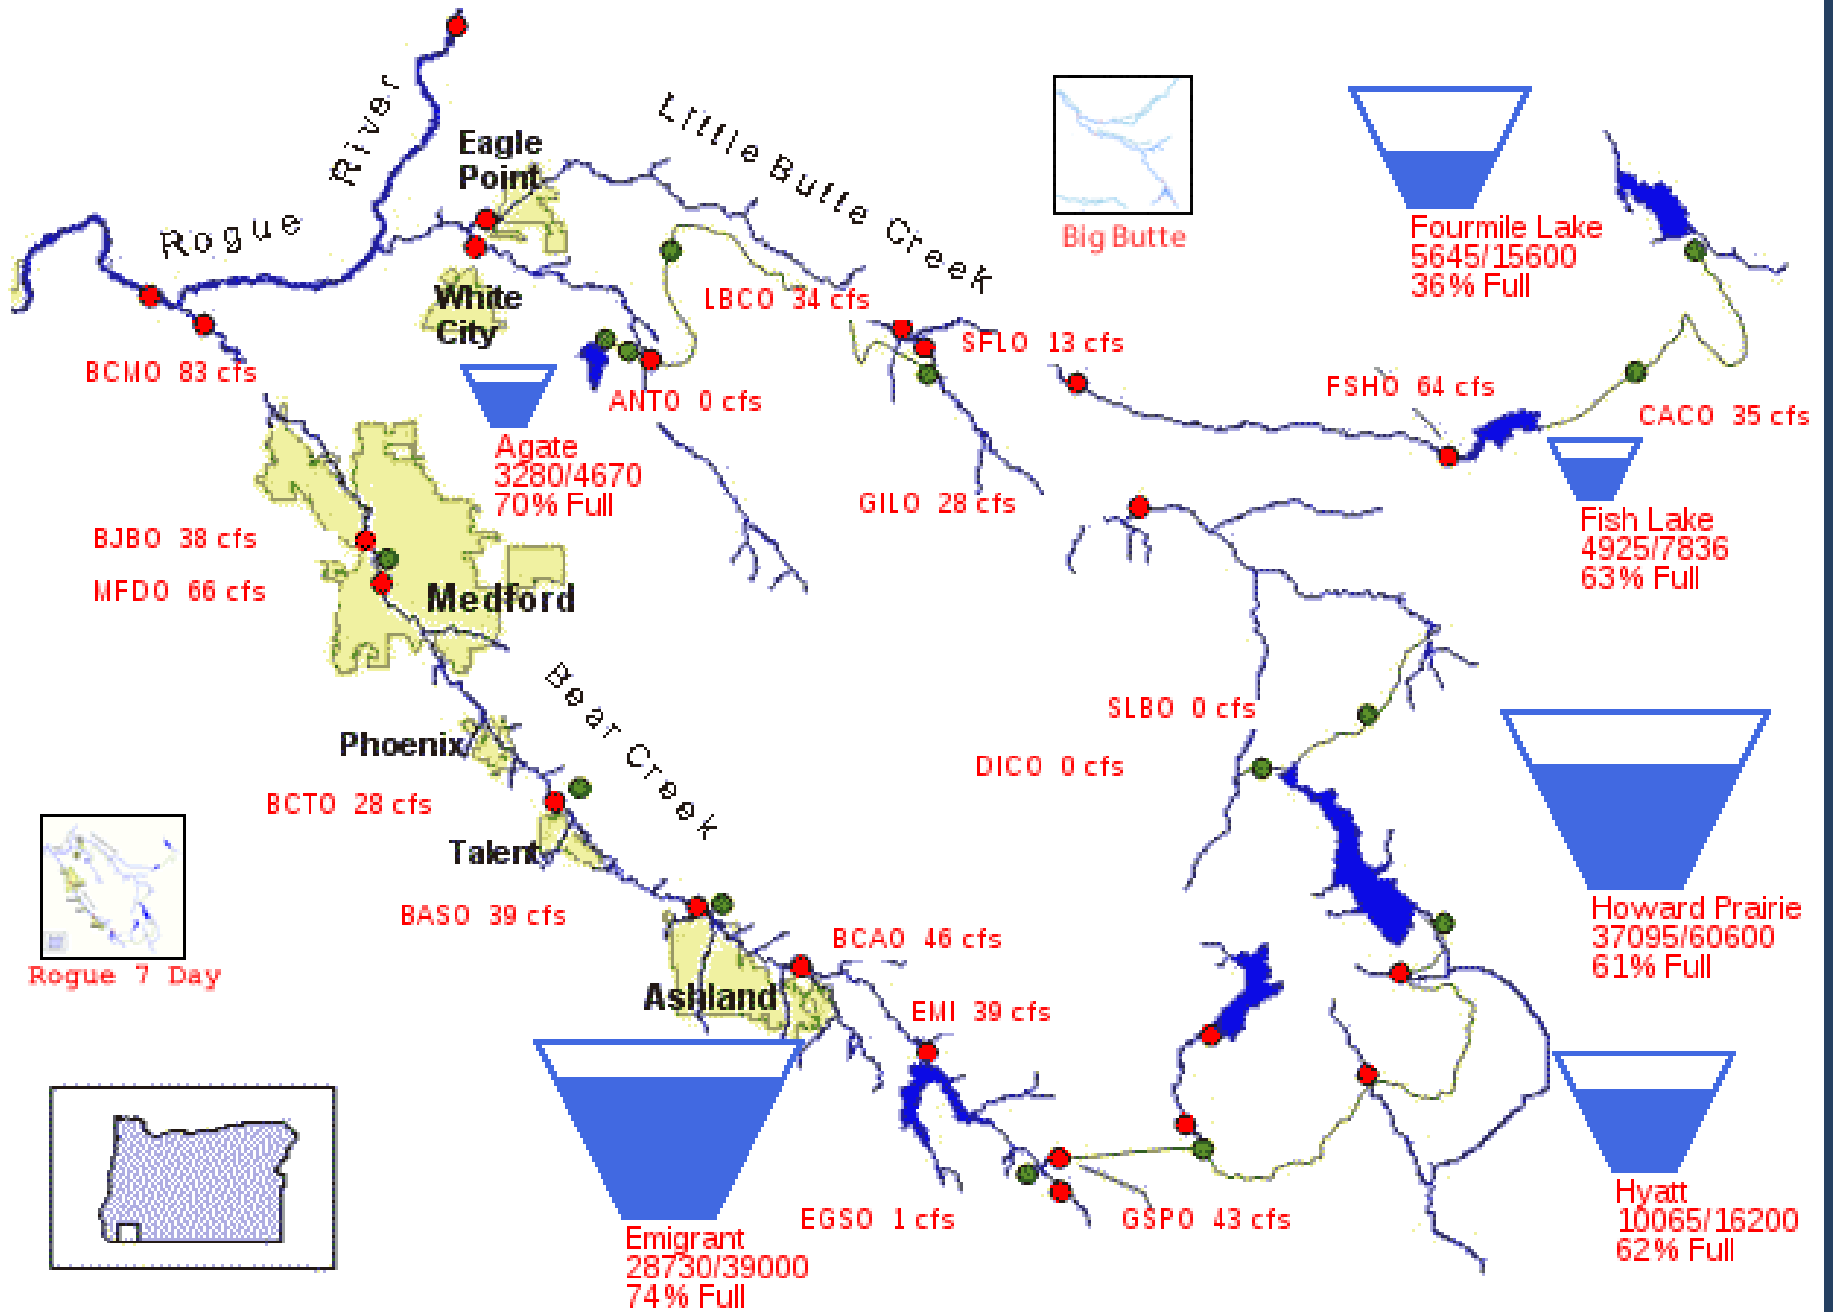 Rogue River
Little Butte Creek
Eagle
Point
White
City
Big Butte
Fourmile Lake
5645/15600
36% Full
LBCO 34 cfs
SFLO 13 cfs
BCMO 83 cfs
ANTO 0 cfs
FSHO 64 cfs
CACO 35 cfs
Agate
3280/4670
70% Full
GILO 28 cfs
Fish Lake
4925/7836
63% Full
BJBO 38 cfs
MFDO 66 cfs
Medford
Bear Creek
SLBO 0 cfs
DICO 0 cfs
Phoenix
BCTO 28 cfs
Talent
BASO 39 cfs
BCAO 46 cfs
Howard Prairie
37095/60600
61% Full
Rogue 7 Day
Ashland
EMI 39 cfs
EGSO 1 cfs
GSPO 43 cfs
Hyatt
10065/16200
62% Full
Emigrant
28730/39000
74% Full